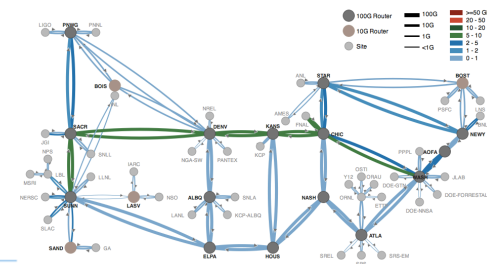 100G Router
10G Router
Site
100G
10G
1G
<1G
>=50 G
20 - 50
10 - 20
5 - 10
2 - 5
1 - 2
0 - 1
LIGO
PNWG
PNNL
BOIS
INL
STAR
ANL
AMES
BOST
PSFC
LNS
BNL
NEWY
SACR
JGI
SNLL
NPS
LBL
MSRI
LLNL
NERSC
SUNN
SLAC
SAND
GA
IARC
LASV
NSO
NREL
DENV
NGA-SW
PANTEX
KANS
KCP
FNAL
CHIC
ALBQ
SNLA
LANL
KCP-ALBQ
ELPA
HOUS
NASH
OSTI
Y12
ORAU
ORNL
ETTP
ATLA
SREL
SRS
SRS-EM
PPPL
AOFA
WASH
JLAB
DOE-GTN
DOE-FORRESTAL
DOE-NNSA